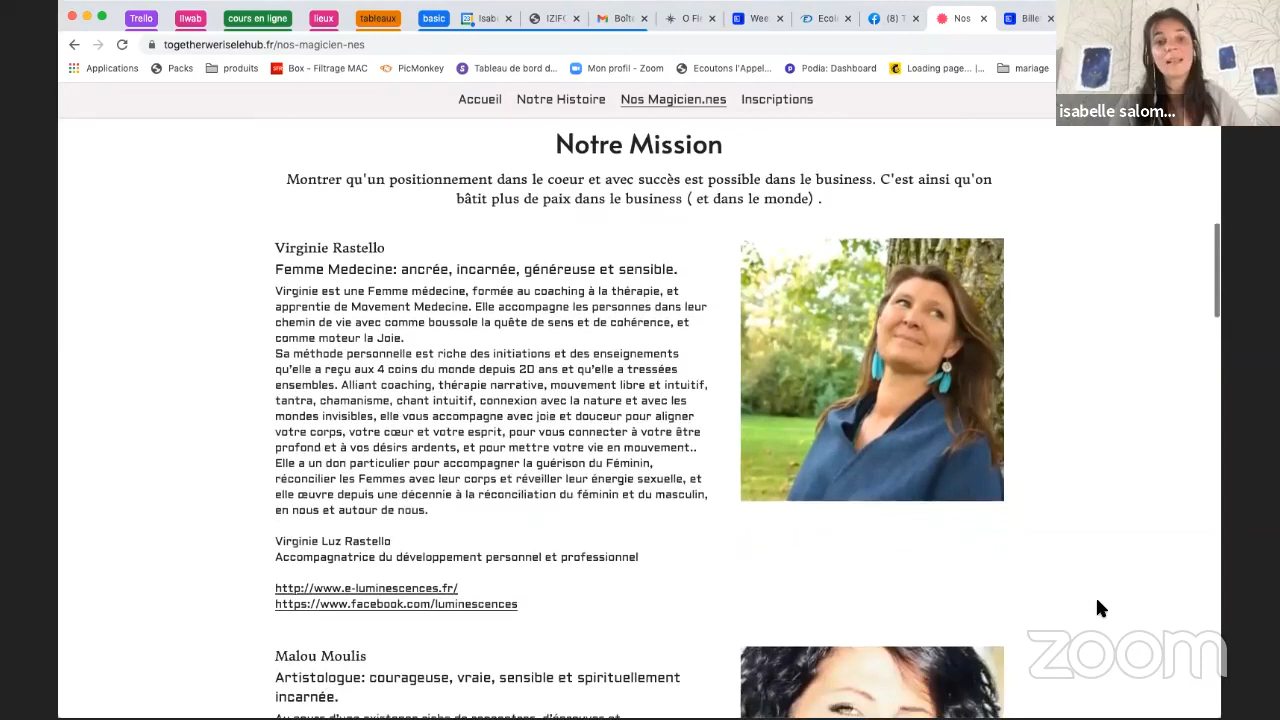 Trello
llwab
cours en ligne
lieux
tableaux
basic
Isab
IZIFC
Boît
O Fl
Wee
Ecol
(8) T
Nos
Bille
togetherweriselehub.fr/nos-magicien-nes
Applications
Packs
produits
Box - Filtrage MAC
PicMonkey
Tableau de bord d...
Mon profil - Zoom
Ecoutons l'Appel...
Podia: Dashboard
Loading page... |...
mariage
isabelle salom...
Accueil
Notre Histoire
Nos Magicien.nes
Inscriptions
Notre Mission
Montrer qu'un positionnement dans le coeur et avec succès est possible dans le business. C'est ainsi qu'on
bâtit plus de paix dans le business ( et dans le monde) .
Virginie Rastello
Femme Medecine: ancrée, incarnée, généreuse et sensible.
Virginie est une Femme médecine, formée au coaching à la thérapie, et
apprentie de Movement Medecine. Elle accompagne les personnes dans leur
chemin de vie avec comme boussole la quête de sens et de cohérence, et
comme moteur la Joie.
Sa méthode personnelle est riche des initiations et des enseignements
qu'elle a reçu aux 4 coins du monde depuis 20 ans et qu'elle a tressées
ensembles. Alliant coaching, thérapie narrative, mouvement libre et intuitif,
tantra, chamanisme, chant intuitif, connexion avec la nature et avec les
mondes invisibles, elle vous accompagne avec joie et douceur pour aligner
votre corps, votre cœur et votre esprit, pour vous connecter à votre être
profond et à vos désirs ardents, et pour mettre votre vie en mouvement..
Elle a un don particulier pour accompagner la guérison du Féminin,
réconcilier les Femmes avec leur corps et réveiller leur énergie sexuelle, et
elle œuvre depuis une décennie à la réconciliation du féminin et du masculin,
en nous et autour de nous.
Virginie Luz Rastello
Accompagnatrice du développement personnel et professionnel
http://www.e-luminescences.fr/
https://www.facebook.com/luminescences
zoom
Malou Moulis
Artistologue: courageuse, vraie, sensible et spirituellement
incarnée.